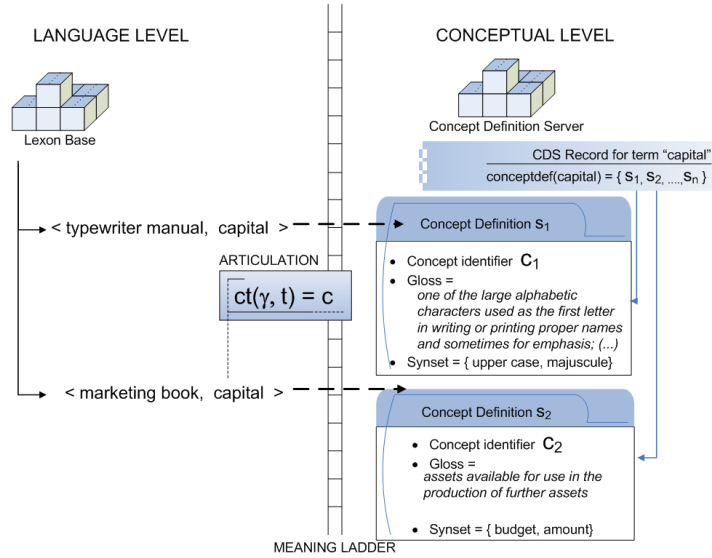 LANGUAGE LEVEL
CONCEPTUAL LEVEL
Lexon Base
Concept Definition Server
CDS Record for term “capital”
conceptdef(capital) = { S1, S2, ....,Sn }
< typewriter manual, capital >
Concept Definition S1
ARTICULATION
ct(γ, t) = c
• Concept identifier C1
• Gloss =
one of the large alphabetic
characters used as the first letter
in writing or printing proper names
and sometimes for emphasis; (...)
• Synset = { upper case, majuscule}
< marketing book, capital >
Concept Definition S2
• Concept identifier C2
• Gloss =
assets available for use in the
production of further assets
• Synset = { budget, amount}
MEANING LADDER